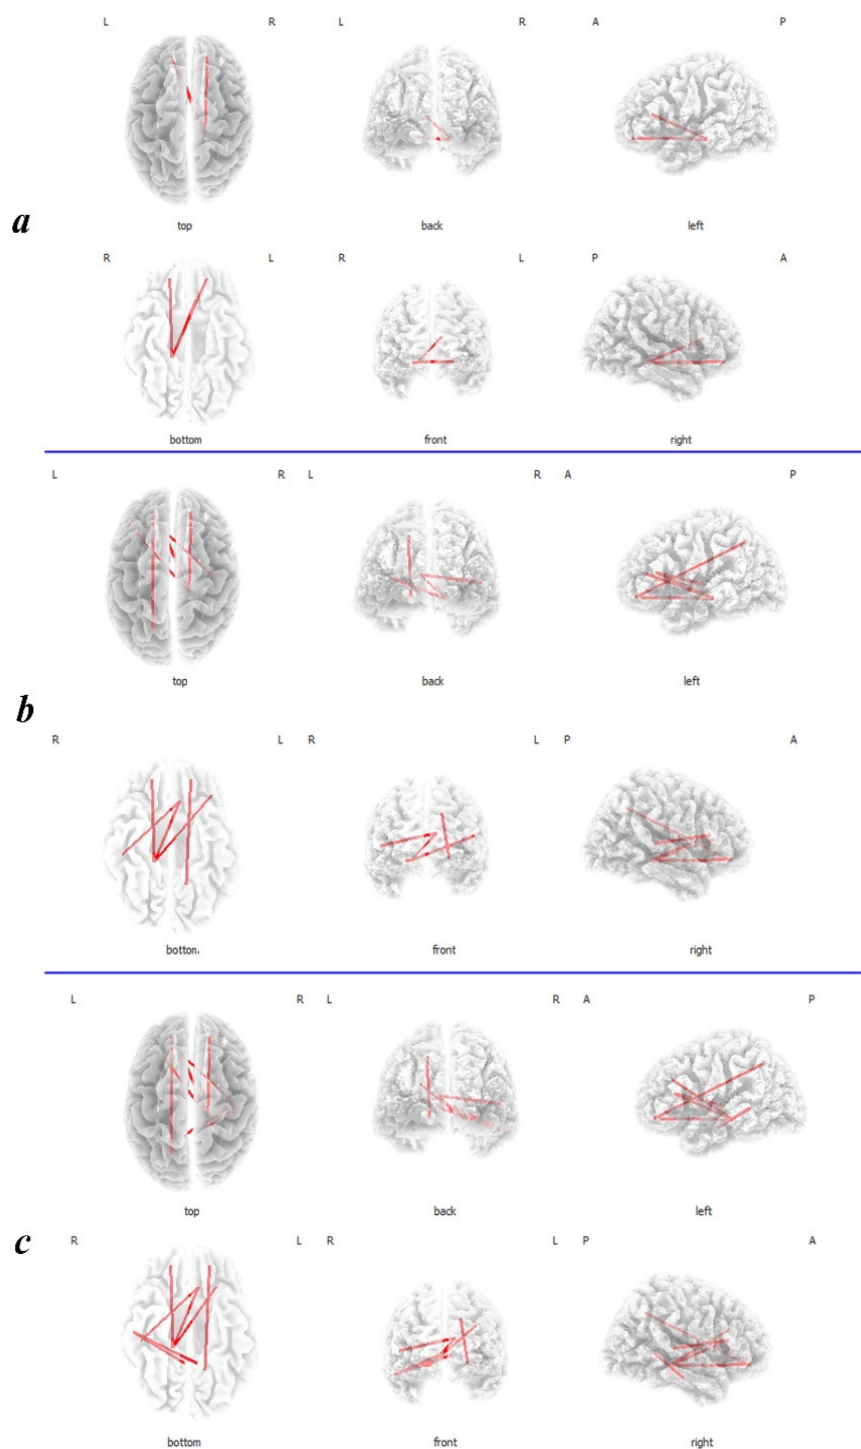 L R L R A P
top back left
a
R L R L P A
bottom front right
L R L R A P
top back left
b
R L R L P A
botton, front right
L R L R A P
top back left
c
R L R L P A
bottom front right